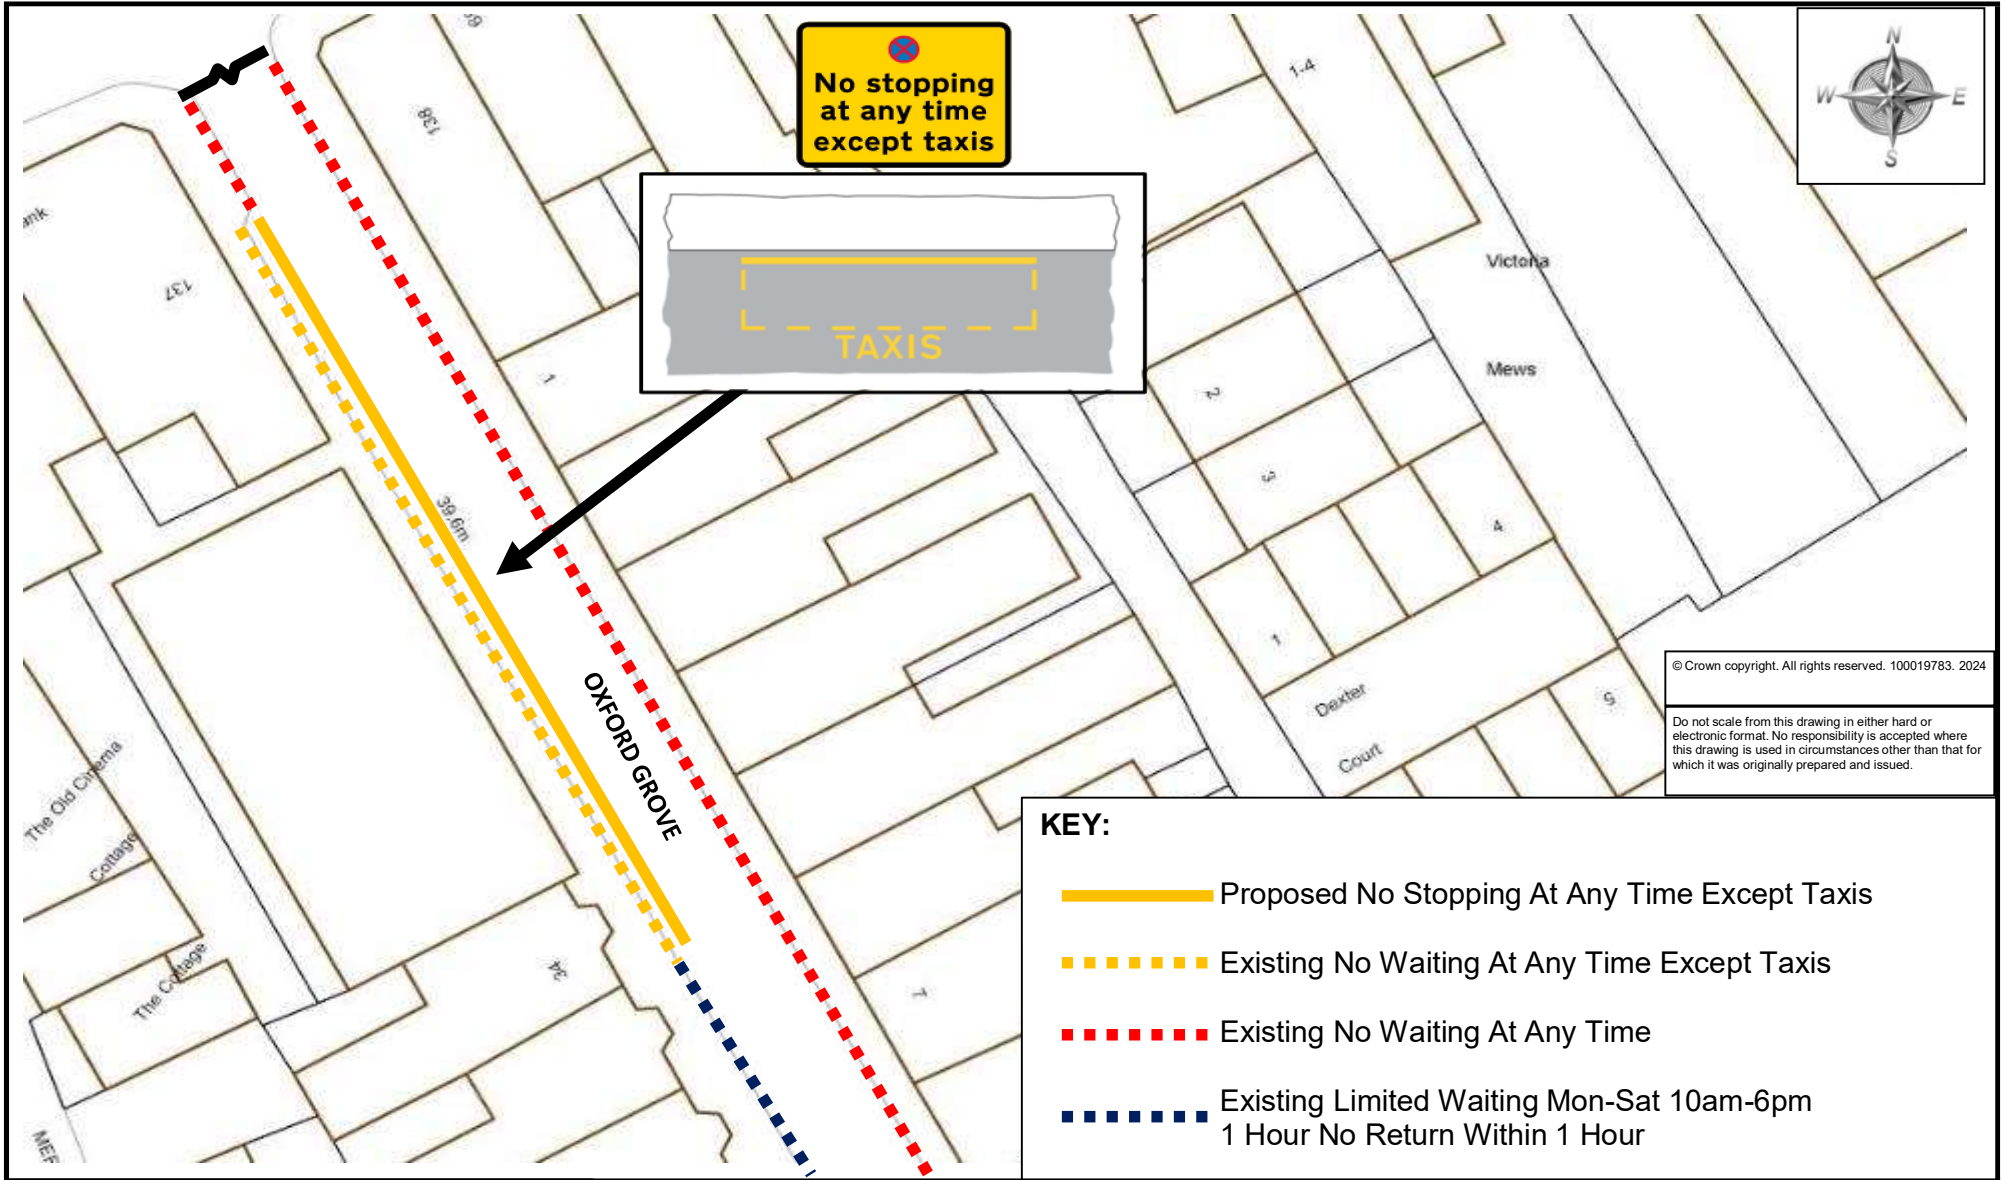 No stopping
at any time
except taxis
N
W
E
S
138
1-4
137
TAXIS
Victoria
Mews
1
2
3
4
39.6m
1
Dexter
Court
5
OXFORD GROVE
The Old Cinema
Cottage
The Cottage
34
7
© Crown copyright. All rights reserved. 100019783. 2024
Do not scale from this drawing in either hard or
electronic format. No responsibility is accepted where
this drawing is used in circumstances other than that for
which it was originally prepared and issued.
KEY:
Proposed No Stopping At Any Time Except Taxis
Existing No Waiting At Any Time Except Taxis
Existing No Waiting At Any Time
Existing Limited Waiting Mon-Sat 10am-6pm
1 Hour No Return Within 1 Hour